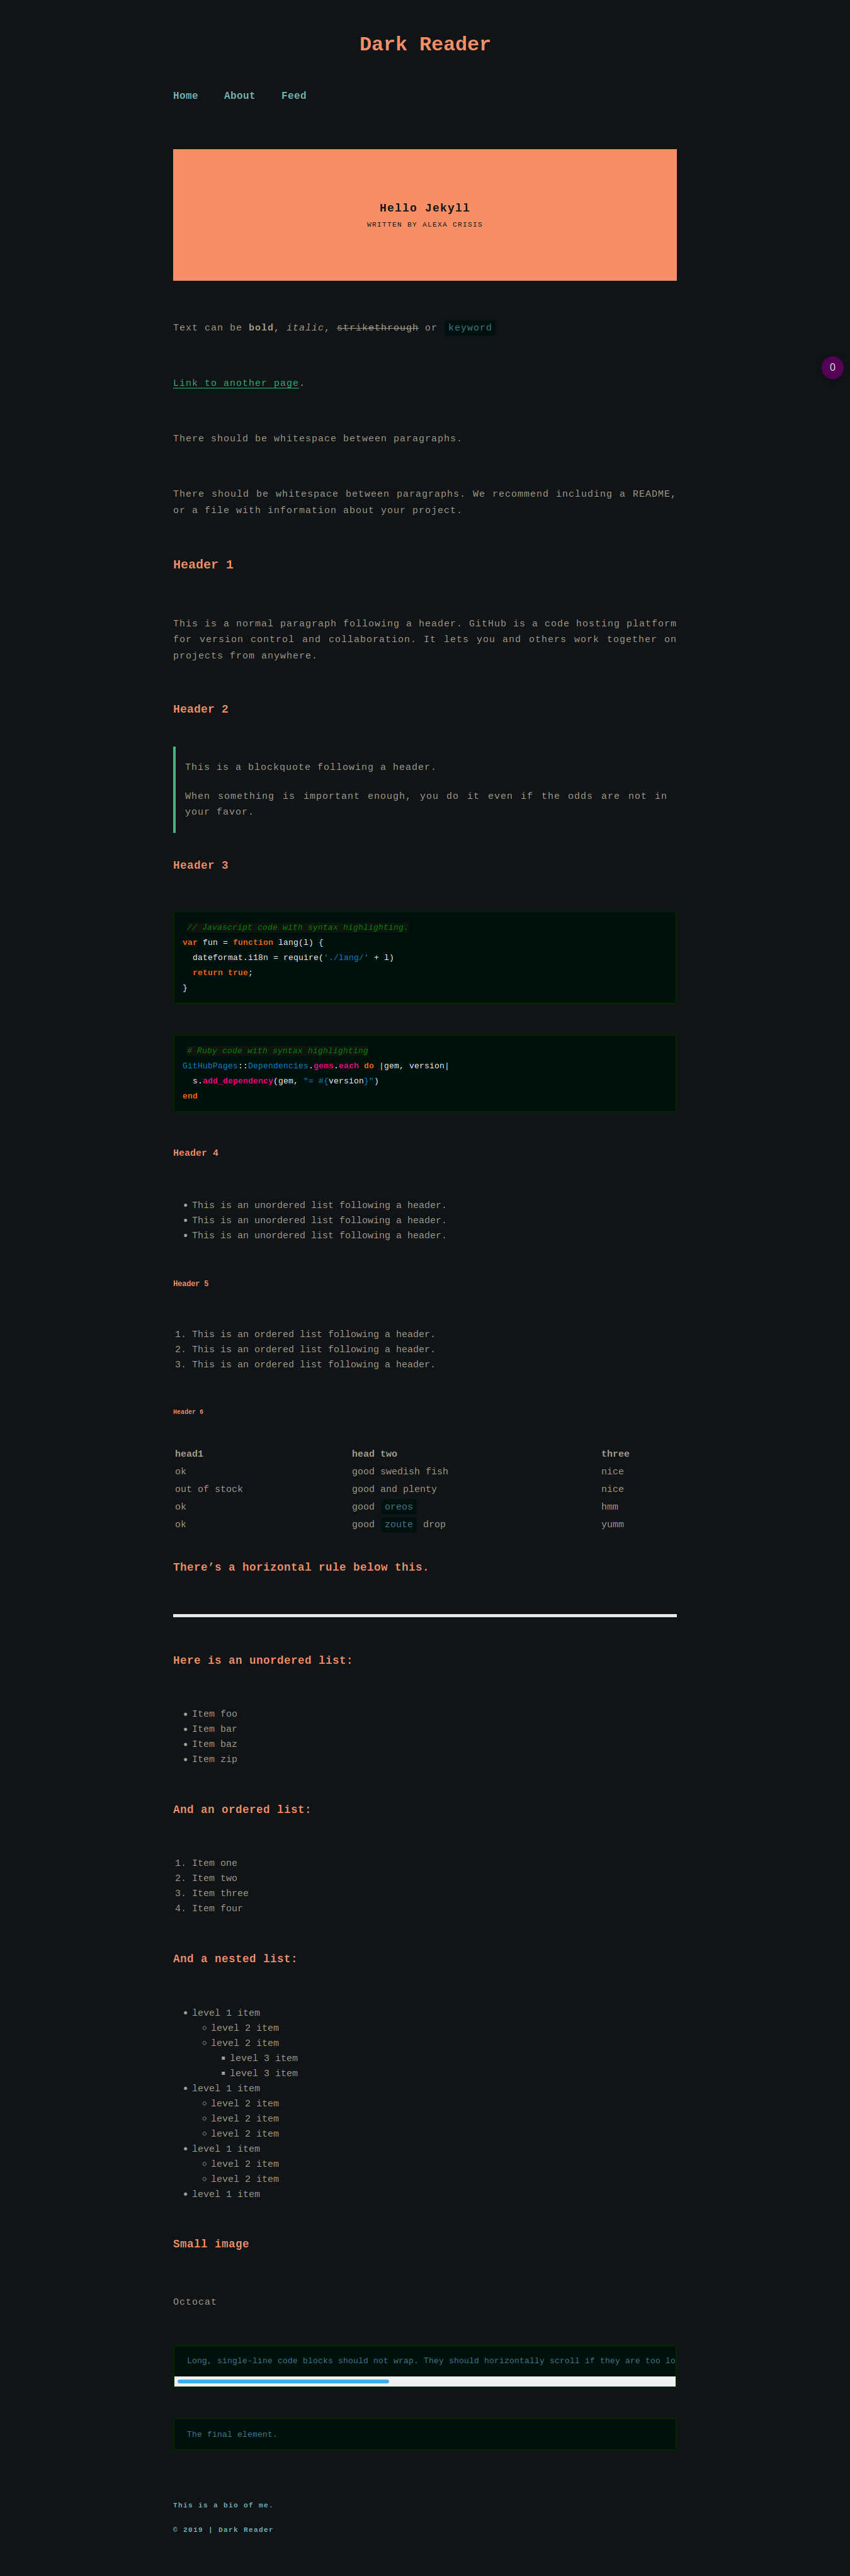 Dark Reader
Home About Feed
Hello Jekyll
WRITTEN BY ALEXA CRISIS
Text can be bold, italic, strikethrough or keyword
0
Link to another page.
There should be whitespace between paragraphs.
There should be whitespace between paragraphs. We recommend including a README,
or a file with information about your project.
Header 1
This is a normal paragraph following a header. GitHub is a code hosting platform
for version control and collaboration. It lets you and others work together on
projects from anywhere.
Header 2
This is a blockquote following a header.
When something is important enough, you do it even if the odds are not in
your favor.
Header 3
// Javascript code with syntax highlighting.
var fun = function lang(l) {
  dateformat.i18n = require('./lang/' + l)
  return true;
}
# Ruby code with syntax highlighting
GitHubPages::Dependencies.gems.each do |gem, version|
  s.add_dependency(gem, "= #{version}")
end
Header 4
• This is an unordered list following a header.
• This is an unordered list following a header.
• This is an unordered list following a header.
Header 5
1. This is an ordered list following a header.
2. This is an ordered list following a header.
3. This is an ordered list following a header.
Header 6
head1 head two three
ok good swedish fish nice
out of stock good and plenty nice
ok good oreos hmm
ok good zoute drop yumm
There’s a horizontal rule below this.
Here is an unordered list:
• Item foo
• Item bar
• Item baz
• Item zip
And an ordered list:
1. Item one
2. Item two
3. Item three
4. Item four
And a nested list:
• level 1 item
◦ level 2 item
◦ level 2 item
▪ level 3 item
▪ level 3 item
• level 1 item
◦ level 2 item
◦ level 2 item
◦ level 2 item
• level 1 item
◦ level 2 item
◦ level 2 item
• level 1 item
Small image
Octocat
Long, single-line code blocks should not wrap. They should horizontally scroll if they are too lo
The final element.
This is a bio of me.
© 2019 | Dark Reader